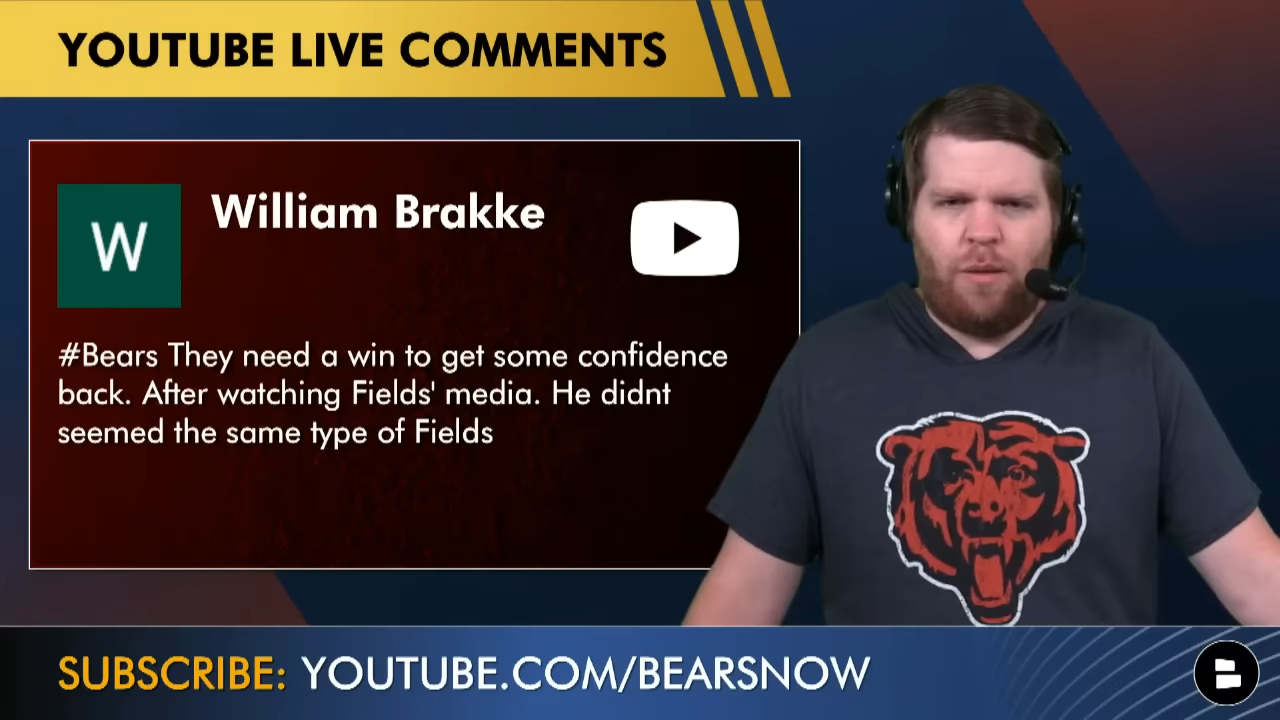 YOUTUBE LIVE COMMENTS
W
William Brakke
#Bears They need a win to get some confidence
back. After watching Fields' media. He didnt
seemed the same type of Fields
SUBSCRIBE: YOUTUBE.COM/BEARSNOW